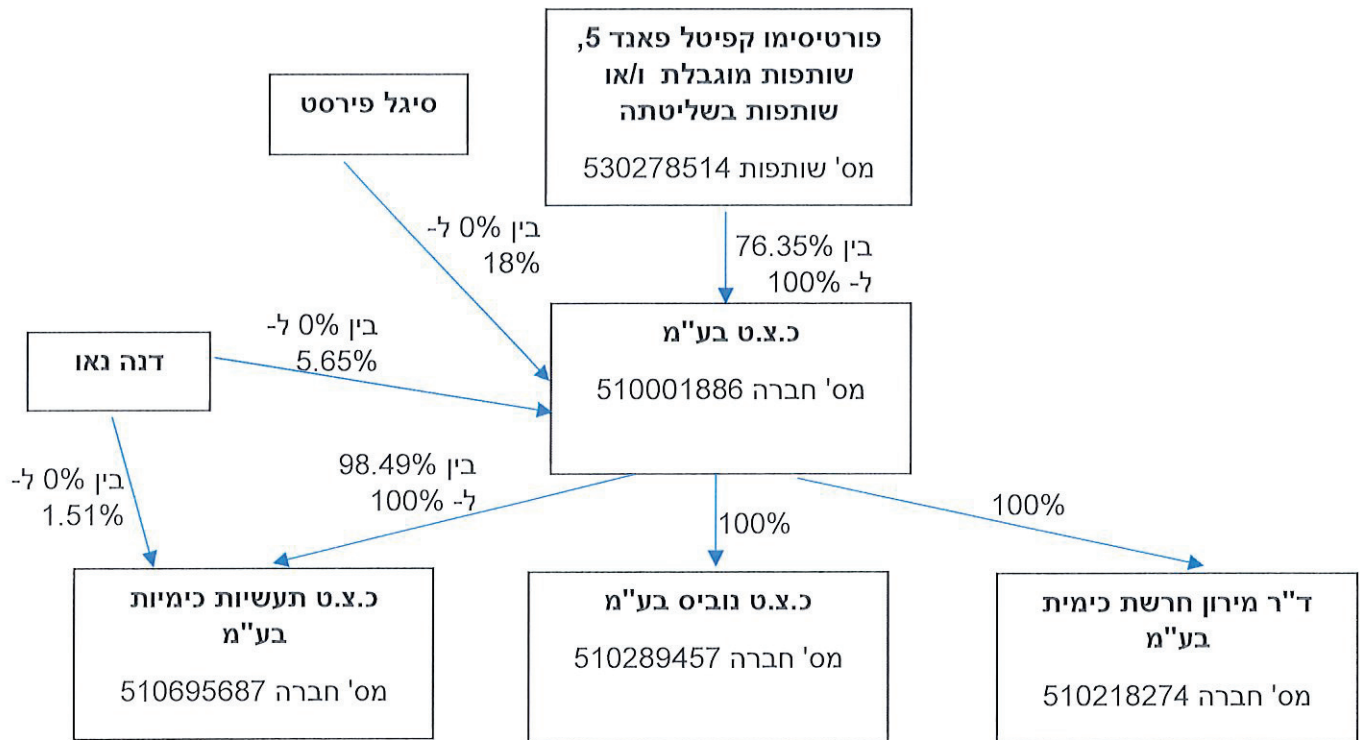 פורטיסימו קפיטל פאנד 5,
שותפות מוגבלת ו/או
שותפות בשליטתה
מס' שותפות 530278514
סיגל פירסט
בין 0% ל-
18%
בין 76.35%
ל- 100%
כ.צ.ט בע"מ
מס' חברה 510001886
בין 0% ל-
5.65%
דנה גאו
בין 98.49%
ל- 100%
בין 0% ל-
1.51%
100%
100%
ד"ר מירון חרשת כימית
בע"מ
מס' חברה 510218274
כ.צ.ט נוביס בע"מ
מס' חברה 510289457
כ.צ.ט תעשיות כימיות
בע"מ
מס' חברה 510695687